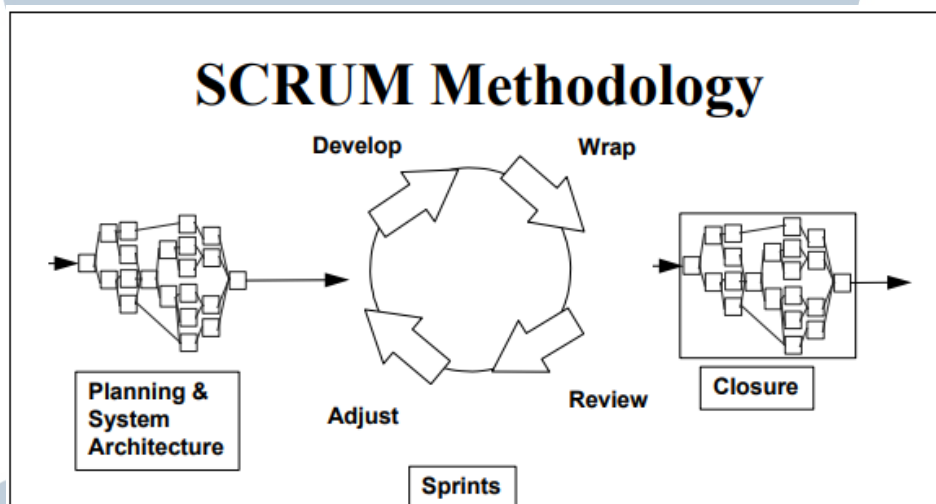 SCRUM Methodology
Develop
Wrap
Planning &
System
Architecture
Adjust
Review
Closure
Sprints